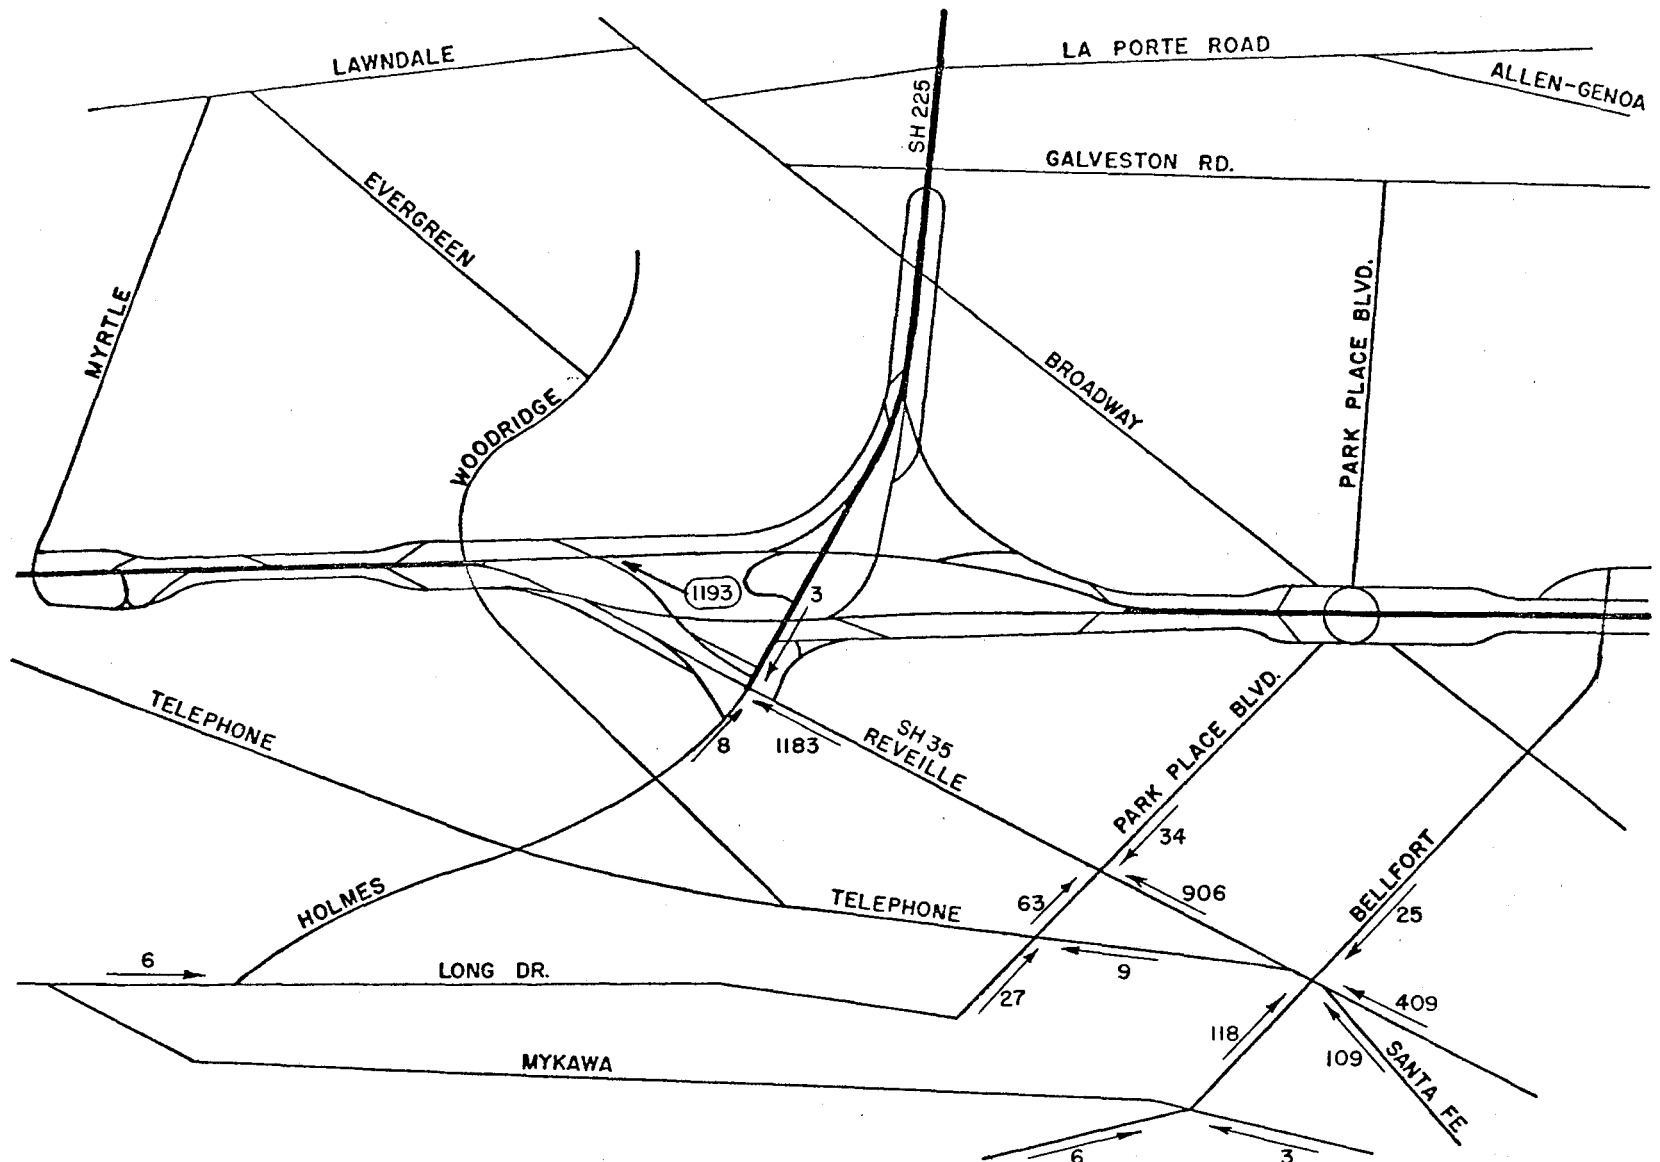 LAWNDALE
LA PORTE ROAD
ALLEN-GENOA
SH 225
GALVESTON RD.
EVERGREEN
MYRTLE
WOODRIDGE
BROADWAY
PARK PLACE BLVD.
1193
3
TELEPHONE
8
1183
SH 35
REVEILLE
PARK PLACE BLVD.
34
BELLFORT
25
HOLMES
TELEPHONE
63
906
6
LONG DR.
9
27
409
118
109
SANTA FE
MYKAWA
6
3